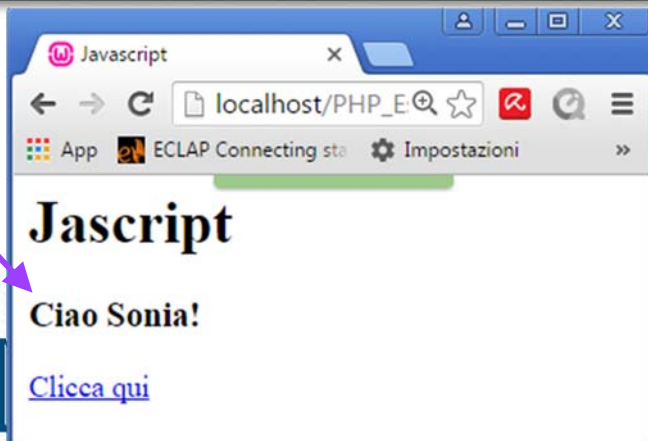 Javascript
localhost/PHP_E
App ECLAP Connecting sta Impostazioni »
Jascript
Ciao Sonia!
Clicca qui